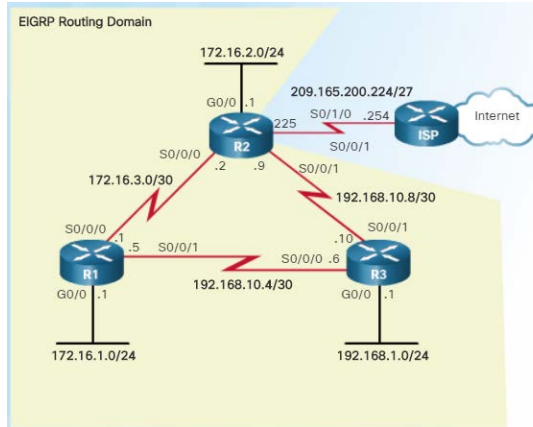 EIGRP Routing Domain
172.16.2.0/24
209.165.200.224/27
G0/0 .1
S0/1/0 .254
Internet
.225
ISP
R2
S0/0/1
S0/0/0
.2 .9
S0/0/1
172.16.3.0/30
192.168.10.8/30
S0/0/0
.1
S0/0/1
.10
.5 S0/0/1
S0/0/0 .6
R1
R3
192.168.10.4/30
G0/0 .1
G0/0 .1
172.16.1.0/24
192.168.1.0/24